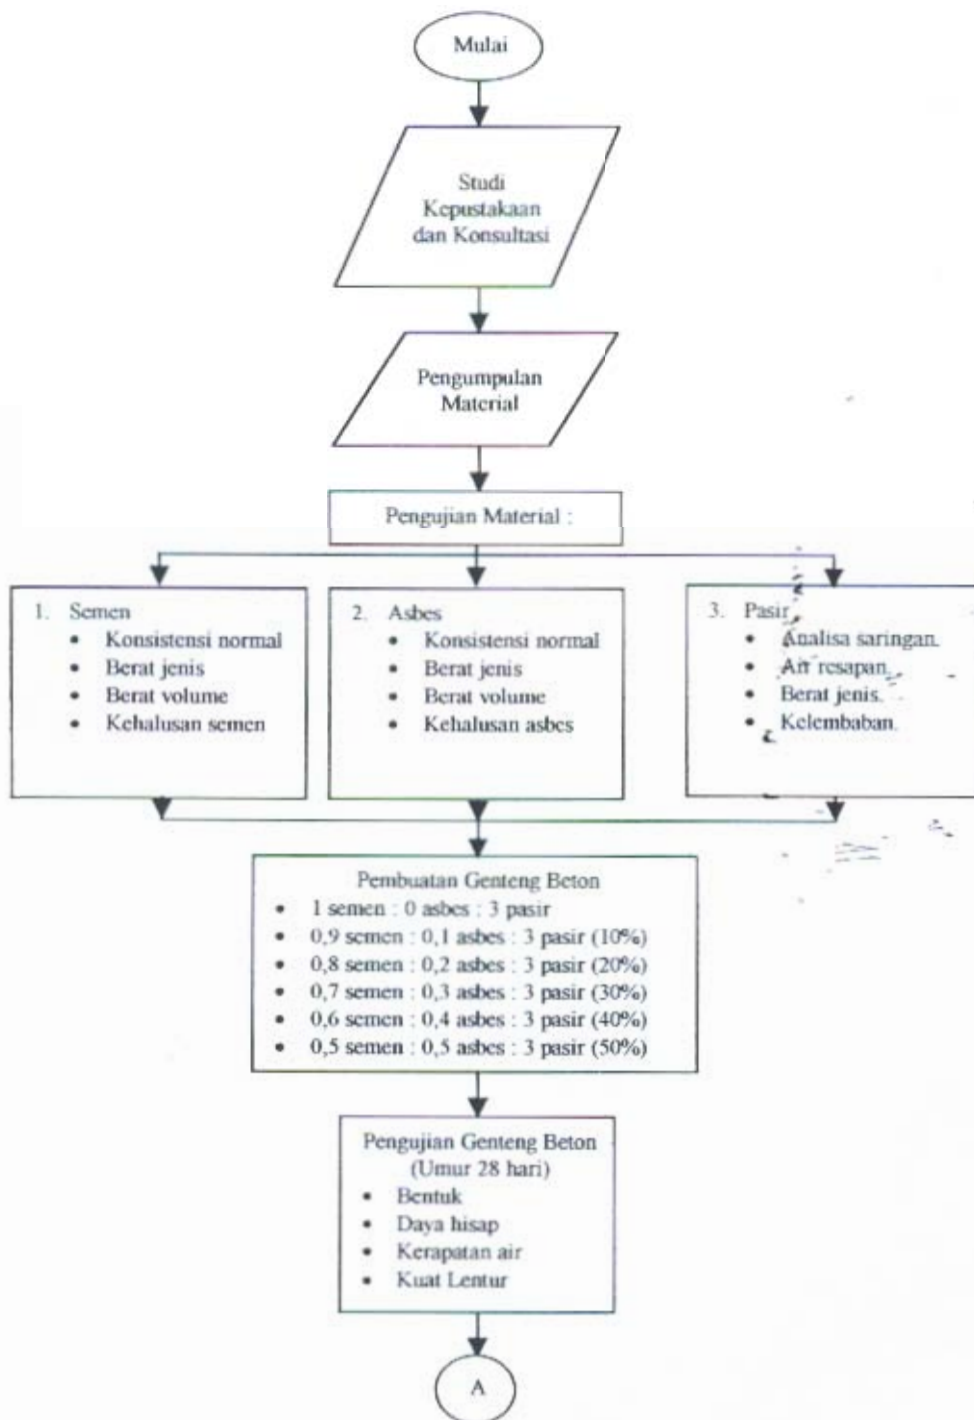 Mulai
Studi
Kepustakaan
dan Konsultasi
Pengumpulan
Material
Pengujian Material :
1. Semen
• Konsistensi normal
• Berat jenis
• Berat volume
• Kehalusan semen
2. Asbes
• Konsistensi normal
• Berat jenis
• Berat volume
• Kehalusan asbes
3. Pasir
• Analisa saringan.
• Air resapan.
• Berat jenis.
• Kelembaban.
Pembuatan Genteng Beton
• 1 semen : 0 asbes : 3 pasir
• 0,9 semen : 0,1 asbes : 3 pasir (10%)
• 0,8 semen : 0,2 asbes : 3 pasir (20%)
• 0,7 semen : 0,3 asbes : 3 pasir (30%)
• 0,6 semen : 0,4 asbes : 3 pasir (40%)
• 0,5 semen : 0,5 asbes : 3 pasir (50%)
Pengujian Genteng Beton
(Umur 28 hari)
• Bentuk
• Daya hisap
• Kerapatan air
• Kuat Lentur
A